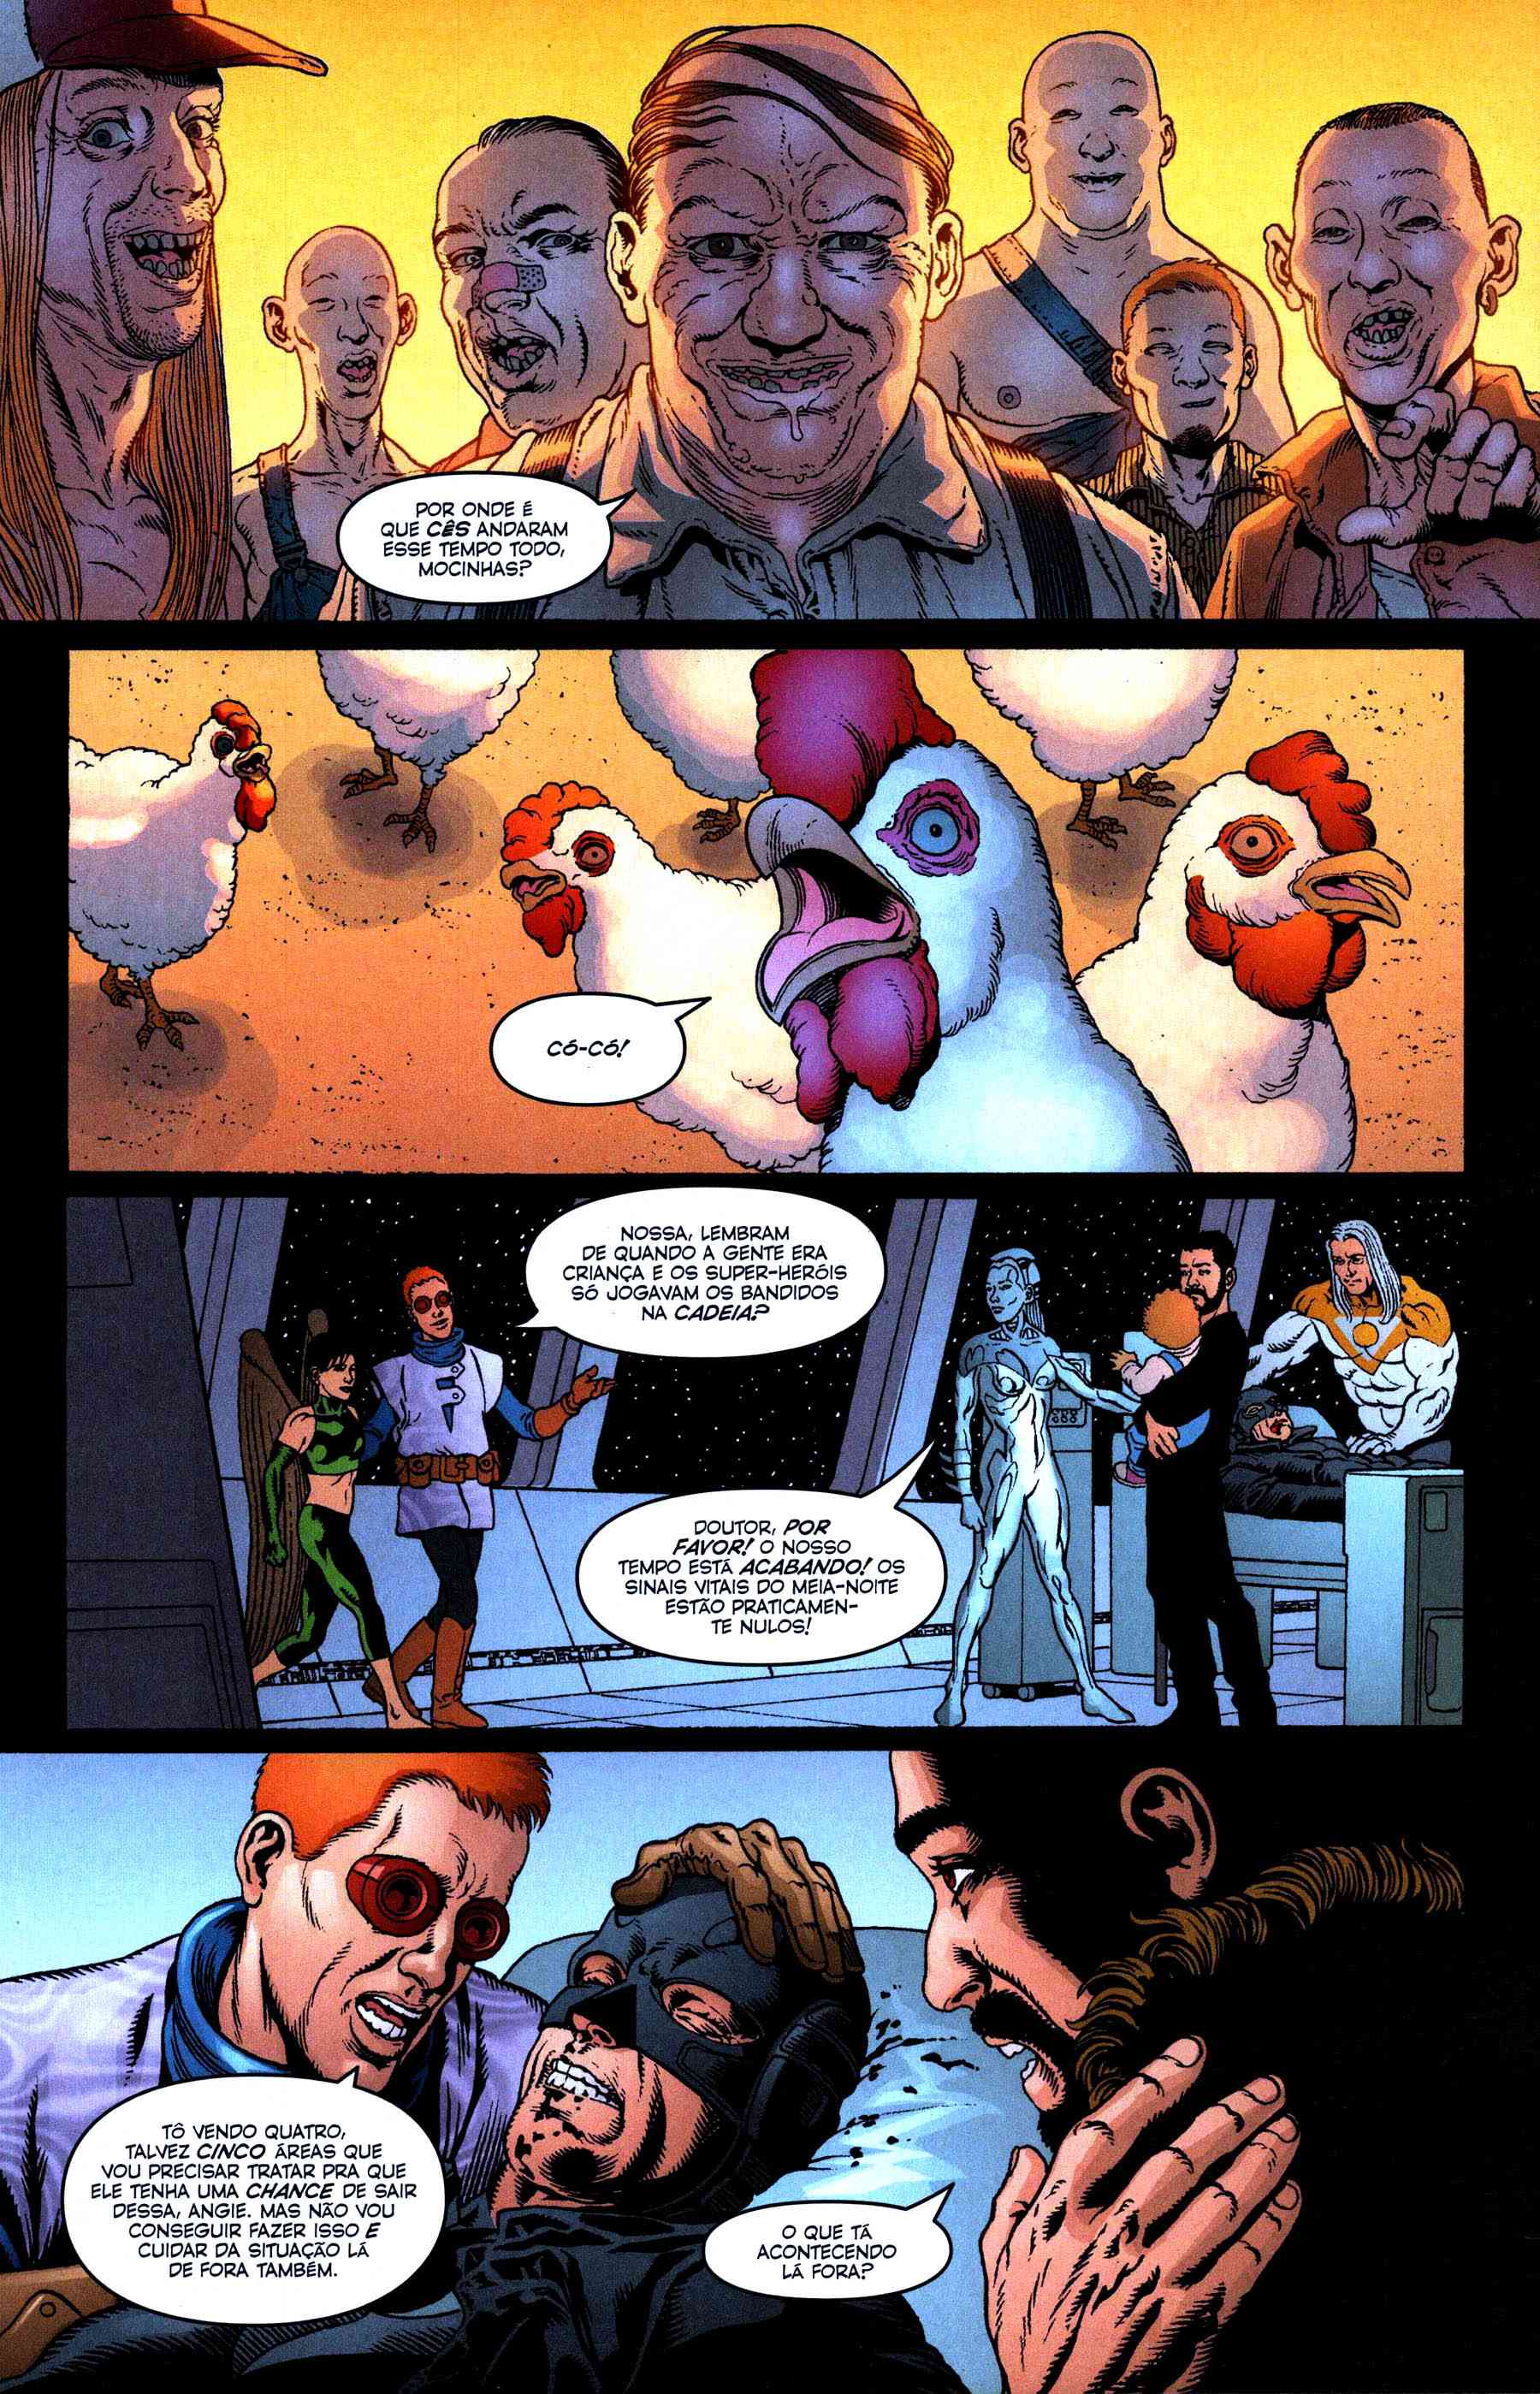 POR ONDE É
QUE CÊS ANDARAM
ESSE TEMPO TODO,
MOCINHAS?
CÓ-CÓ!
NOSSA, LEMBRAM
DE QUANDO A GENTE ERA
CRIANÇA E OS SUPER-HERÓIS
SÓ JOGAVAM OS BANDIDOS
NA CADEIA?
DOUTOR, POR
FAVOR! O NOSSO
TEMPO ESTÁ ACABANDO! OS
SINAIS VITAIS DO MEIA-NOITE
ESTÃO PRATICAMEN-
TE NULOS!
TÔ VENDO QUATRO,
TALVEZ CINCO ÁREAS QUE
VOU PRECISAR TRATAR PRA QUE
ELE TENHA UMA CHANCE DE SAIR
DESSA, ANGIE. MAS NÃO VOU
CONSEGUIR FAZER ISSO E
CUIDAR DA SITUAÇÃO LÁ
DE FORA TAMBÉM.
O QUE TÁ
ACONTECENDO
LÁ FORA?